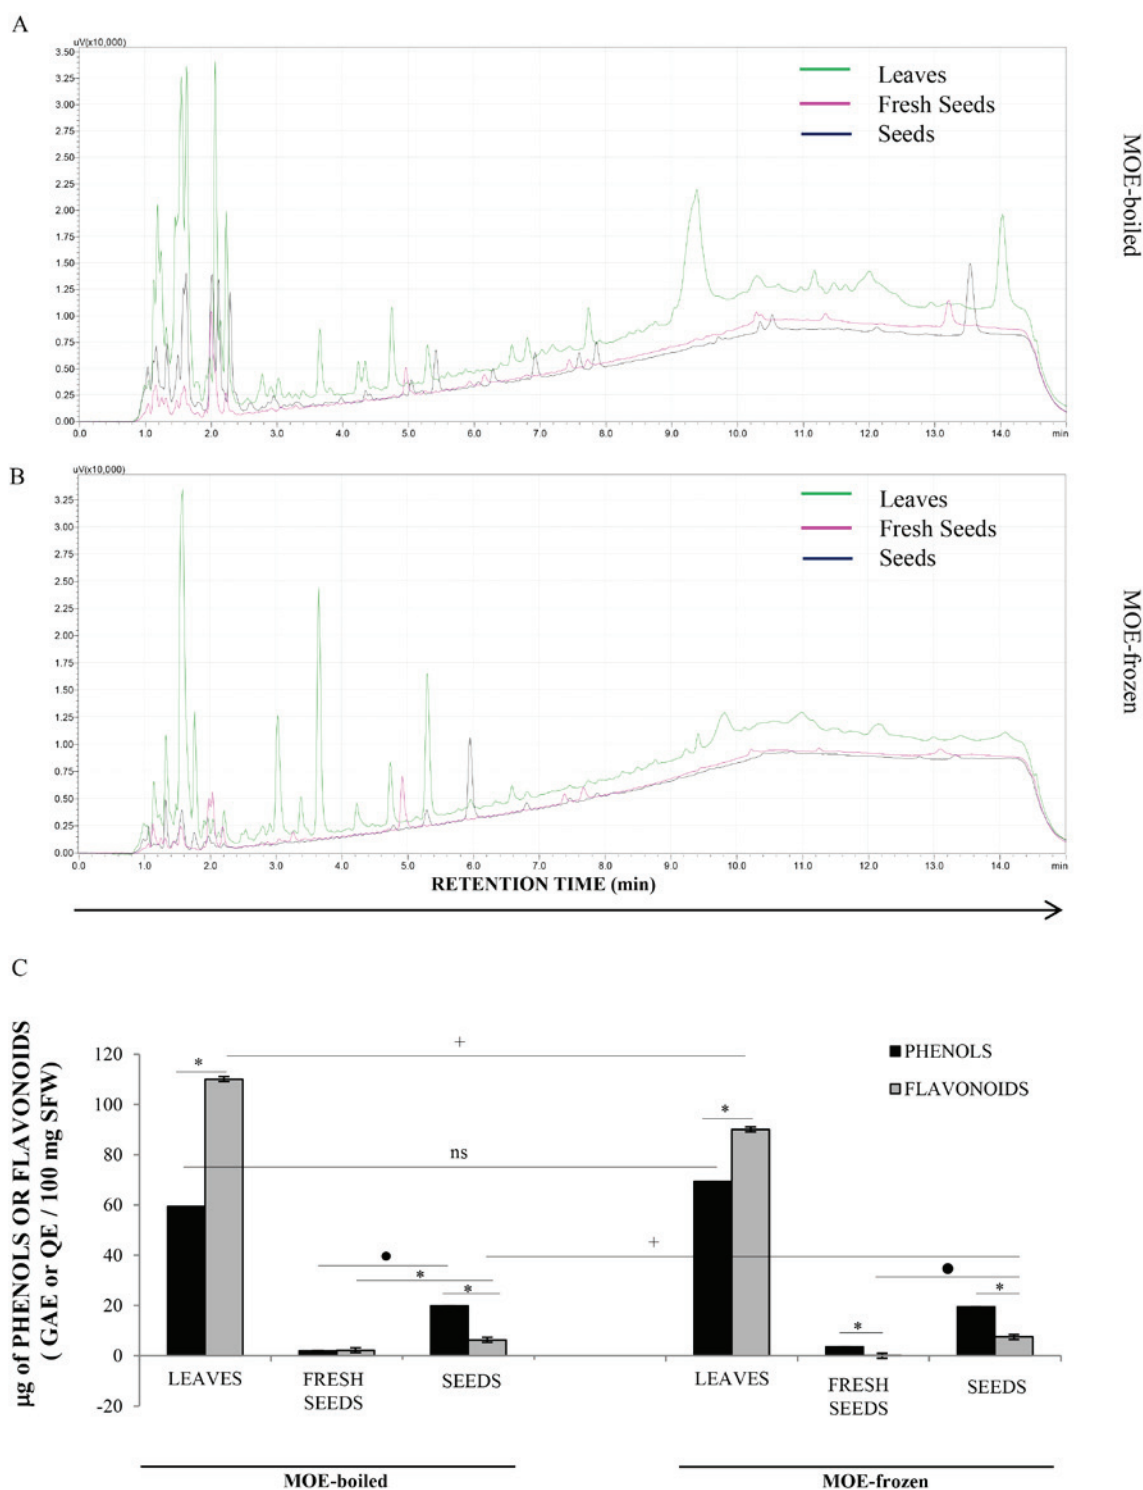 A
uV(x10,000)
3.50
3.25
3.00
2.75
2.50
2.25
2.00
1.75
1.50
1.25
1.00
0.75
0.50
0.25
0.00
0.0 1.0 2.0 3.0 4.0 5.0 6.0 7.0 8.0 9.0 10.0 11.0 12.0 13.0 14.0 min
Leaves
Fresh Seeds
Seeds
MOE-boiled
B
uV(x10,000)
3.25
3.00
2.75
2.50
2.25
2.00
1.75
1.50
1.25
1.00
0.75
0.50
0.25
0.00
0.0 1.0 2.0 3.0 4.0 5.0 6.0 7.0 8.0 9.0 10.0 11.0 12.0 13.0 14.0 min
Leaves
Fresh Seeds
Seeds
MOE-frozen
RETENTION TIME (min)
C
µg of PHENOLS OR FLAVONOIDS
( GAE or QE / 100 mg SFW)
120
100
80
60
40
20
0
-20
PHENOLS
FLAVONOIDS
+
*
*
ns
+
*
*
*
*
LEAVES
FRESH
SEEDS
SEEDS
LEAVES
FRESH
SEEDS
SEEDS
MOE-boiled
MOE-frozen